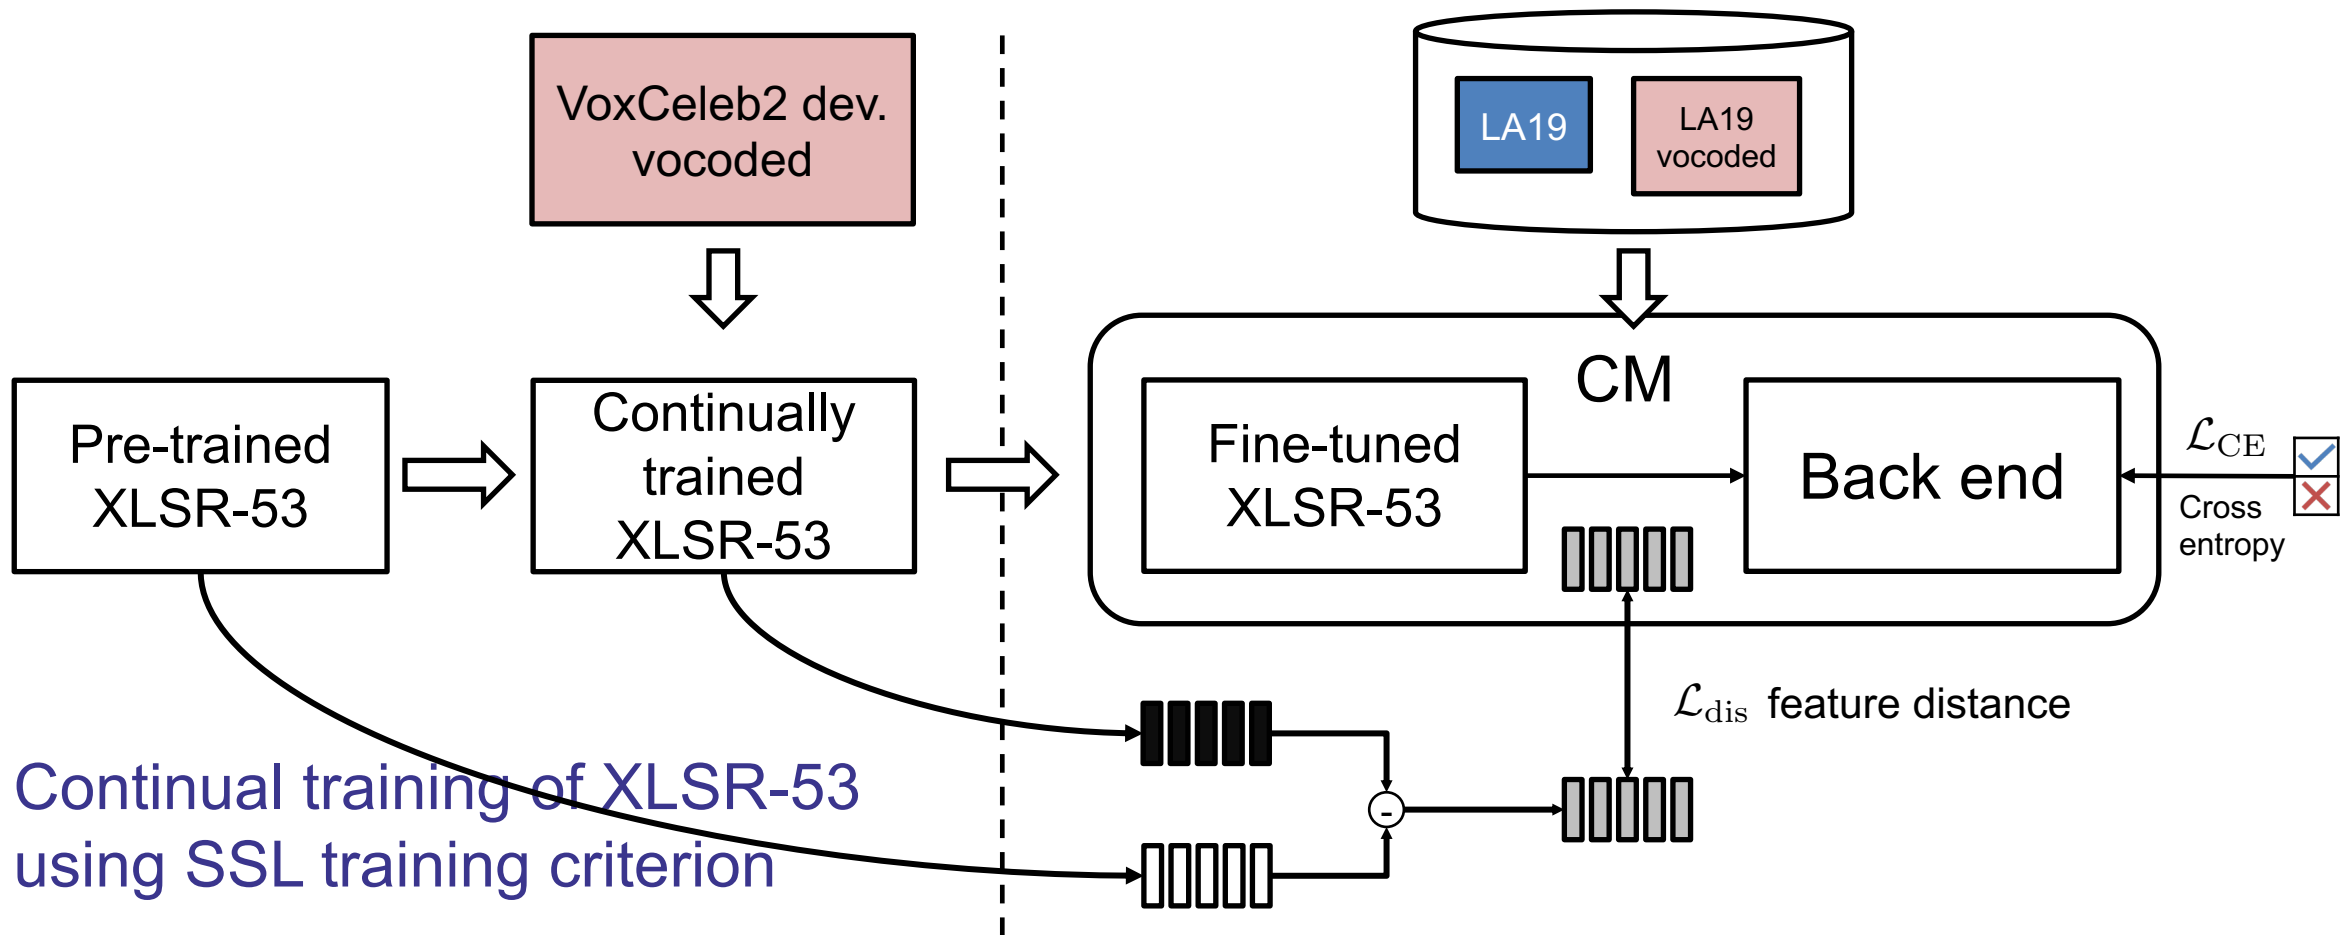 VoxCeleb2 dev.
vocoded
LA19
LA19
vocoded
Pre-trained
XLSR-53
Continually
trained
XLSR-53
CM
Fine-tuned
XLSR-53
Back end
ℒCE
Cross
entropy
ℒdis feature distance
-
Continual training of XLSR-53
using SSL training criterion